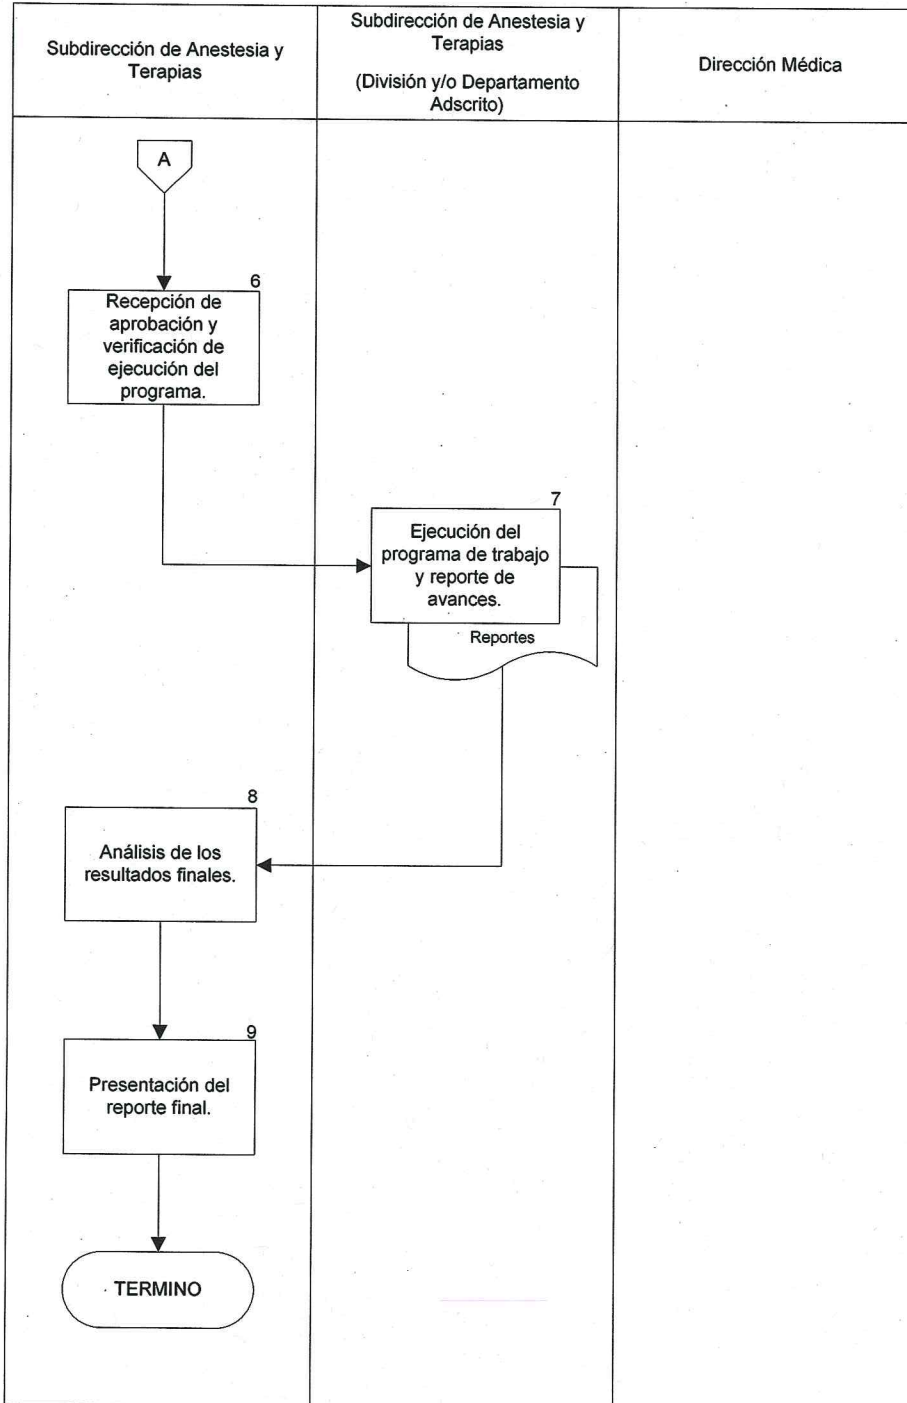 Subdirección de Anestesia y
Terapias
Subdirección de Anestesia y
Terapias
(División y/o Departamento
Adscrito)
Dirección Médica
A
6
Recepción de
aprobación y
verificación de
ejecución del
programa.
7
Ejecución del
programa de trabajo
y reporte de
avances.
Reportes
8
Análisis de los
resultados finales.
9
Presentación del
reporte final.
TERMINO